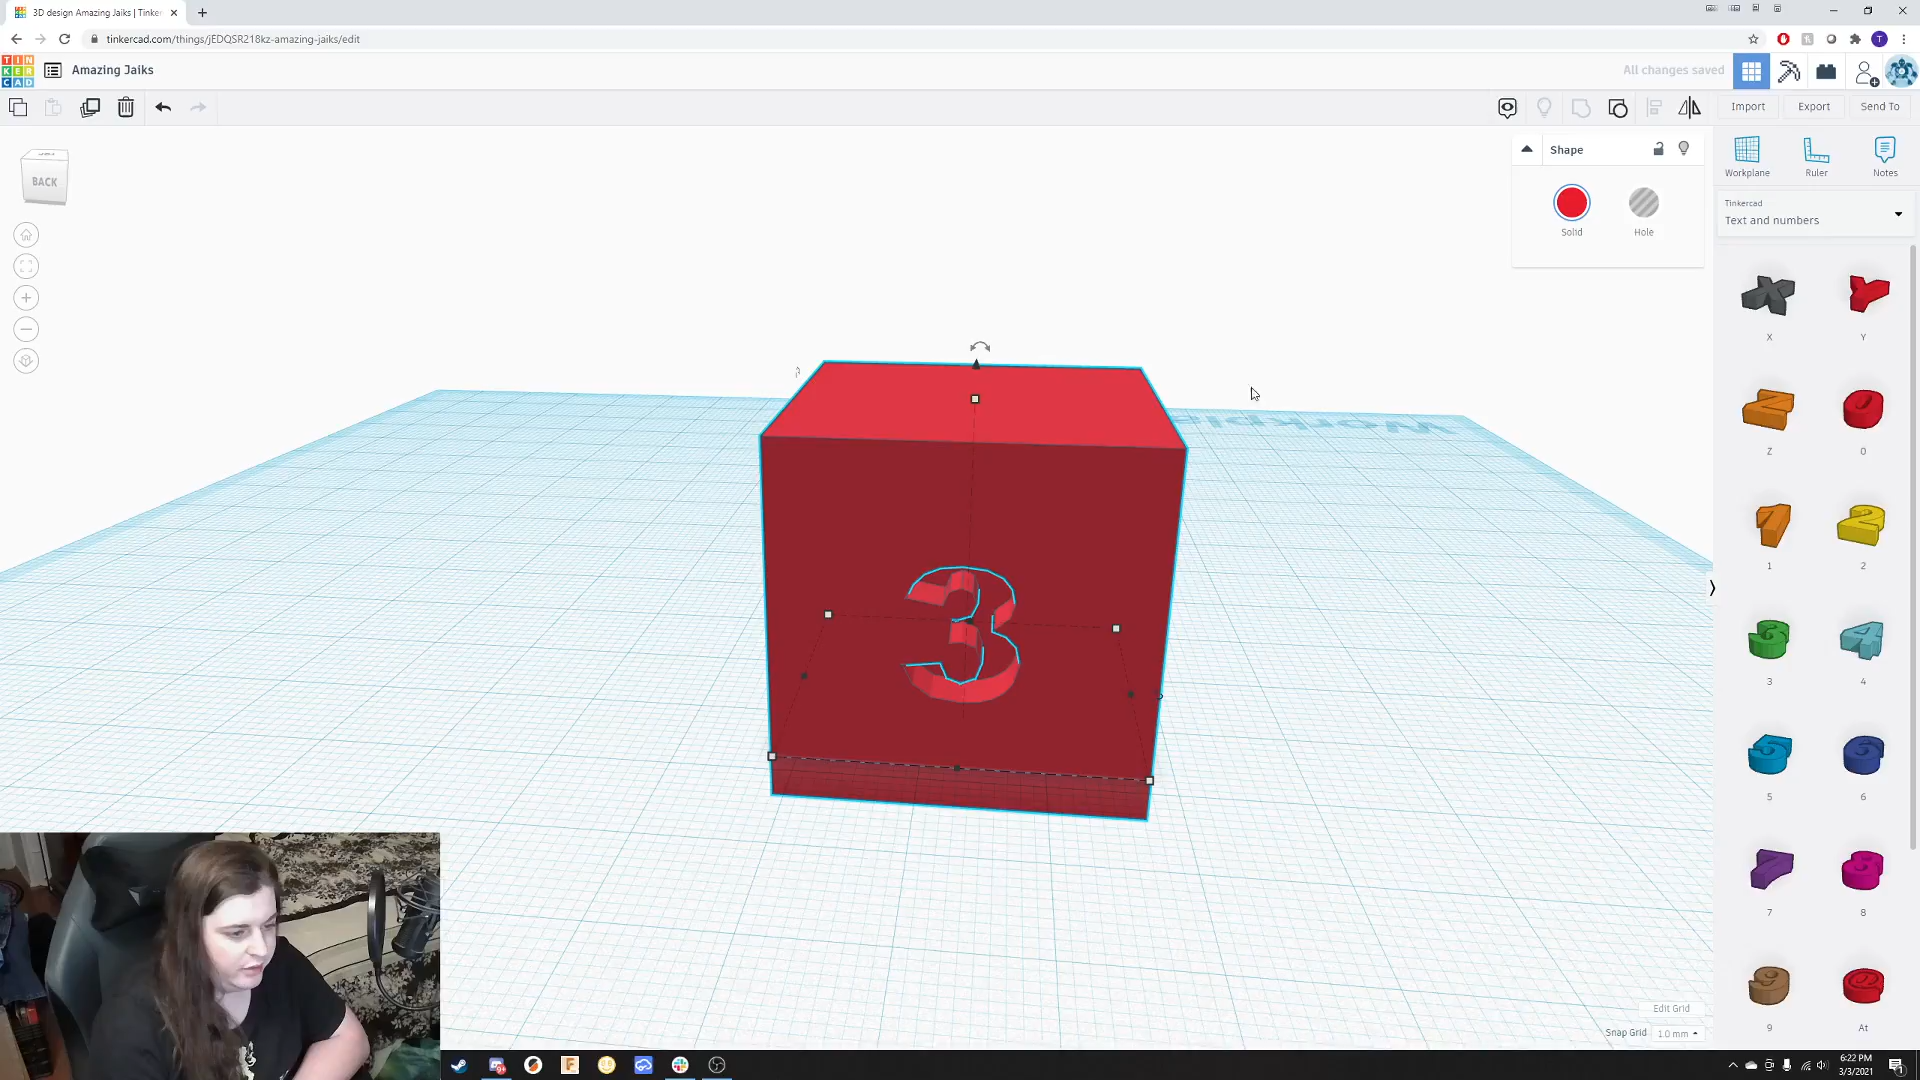 3D design Amazing Jaiks | Tinker
tinkercad.com/things/jEDQSR218kz-amazing-jaiks/edit
T
TIN
KER
CAD
Amazing Jaiks
All changes saved
Import
Export
Send To
BACK
Shape
Solid
Hole
Workplane
Ruler
Notes
Tinkercad
Text and numbers
X
Y
Z
0
1
2
3
4
5
6
7
8
9
At
3
Edit Grid
Snap Grid
1.0 mm
6:22 PM
3/3/2021